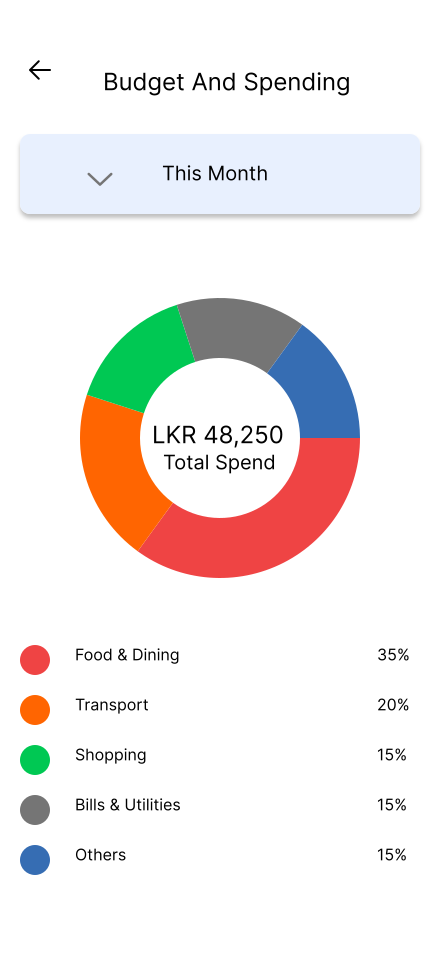 Budget And Spending
This Month
LKR 48,250
Total Spend
Food & Dining 35%
Transport 20%
Shopping 15%
Bills & Utilities 15%
Others 15%